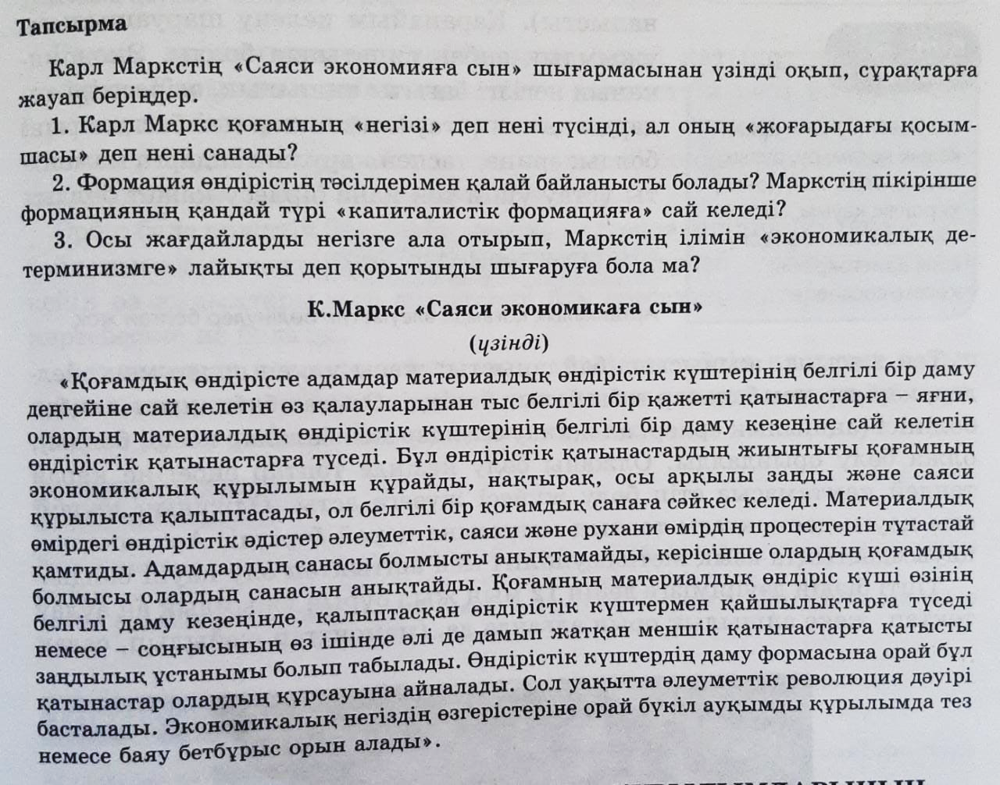 Тапсырма
Карл Маркстің «Саяси экономияға сын» шығармасынан үзінді оқып, сұрақтарға
жауап беріңдер.
1. Карл Маркс қоғамның «негізі» деп нені түсінді, ал оның «жоғарыдағы қосым-
шасы» деп нені санады?
2. Формация өндірістің тәсілдерімен қалай байланысты болады? Маркстің пікірінше
формацияның қандай түрі «капиталистік формацияға» сай келеді?
3. Осы жағдайларды негізге ала отырып, Маркстің ілімін «экономикалық де-
терминизмге» лайықты деп қорытынды шығаруға бола ма?
К.Маркс «Саяси экономикаға сын»
(үзінді)
«Қоғамдық өндірісте адамдар материалдық өндірістік күштерінің белгілі бір даму
деңгейіне сай келетін өз қалауларынан тыс белгілі бір қажетті қатынастарға – яғни,
олардың материалдық өндірістік күштерінің белгілі бір даму кезеңіне сай келетін
өндірістік қатынастарға түседі. Бұл өндірістік қатынастардың жиынтығы қоғамның
экономикалық құрылымын құрайды, нақтырақ, осы арқылы заңды және саяси
құрылыста қалыптасады, ол белгілі бір қоғамдық санаға сәйкес келеді. Материалдық
өмірдегі өндірістік әдістер әлеуметтік, саяси және рухани өмірдің процестерін тұтастай
қамтиды. Адамдардың санасы болмысты анықтамайды, керісінше олардың қоғамдық
болмысы олардың санасын анықтайды. Қоғамның материалдық өндіріс күші өзінің
белгілі даму кезеңінде, қалыптасқан өндірістік күштермен қайшылықтарға түседі
немесе – соңғысының өз ішінде әлі де дамып жатқан меншік қатынастарға қатысты
заңдылық ұстанымы болып табылады. Өндірістік күштердің даму формасына орай бұл
қатынастар олардың құрсауына айналады. Сол уақытта әлеуметтік революция дәуірі
басталады. Экономикалық негіздің өзгерістеріне орай бүкіл ауқымды құрылымда тез
немесе баяу бетбұрыс орын алады».